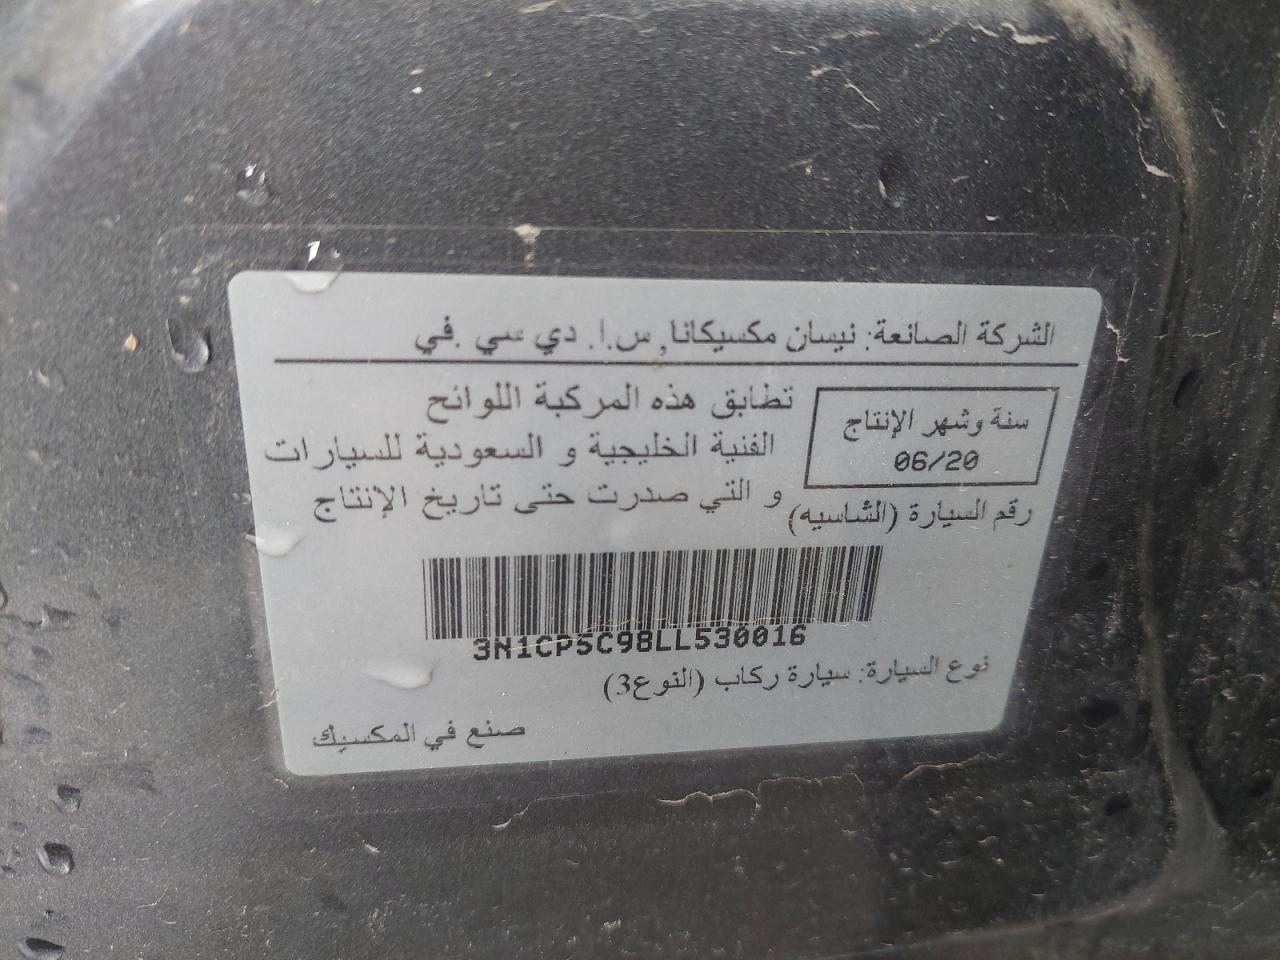 الشركة الصانعة: نيسان مكسيكانا, س.ا. دي سي .في
سنة وشهر الإنتاج
06/20
تطابق هذه المركبة اللوائح
الفنية الخليجية و السعودية للسيارات
و التي صدرت حتى تاريخ الإنتاج
رقم السيارة (الشاسيه)
3N1CP5C98LL530016
نوع السيارة: سيارة ركاب (النوع3)
صنع في المكسيك